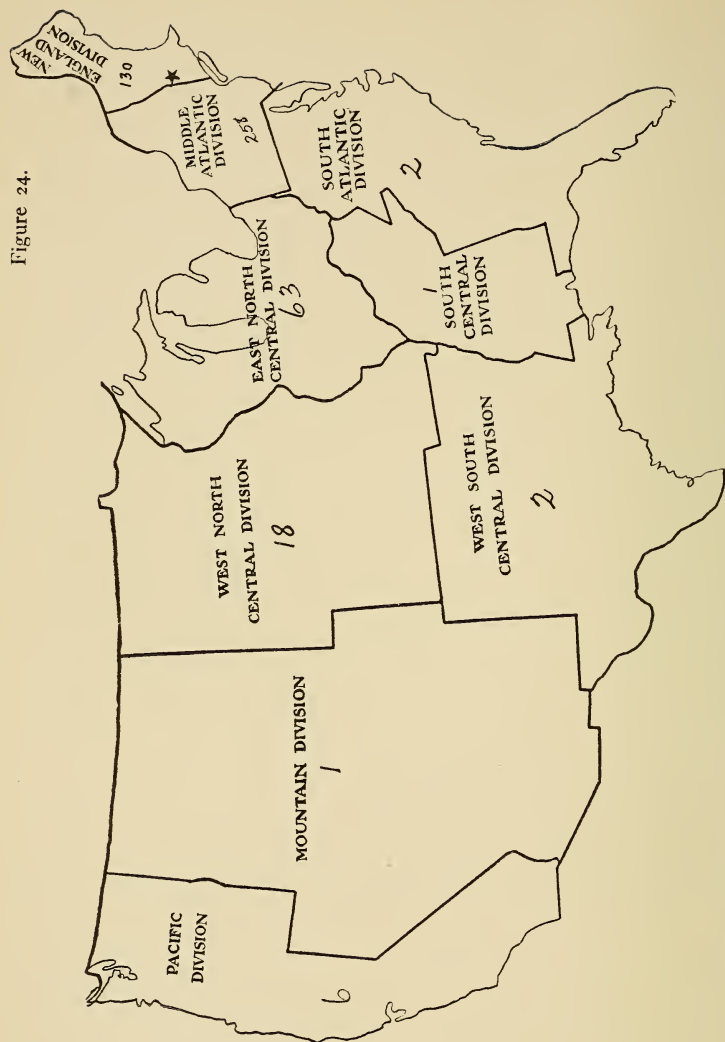 Figure 24.
NEW
ENGLAND
DIVISION
130
MIDDLE
ATLANTIC
DIVISION
258
SOUTH
ATLANTIC
DIVISION
2
EAST NORTH
CENTRAL DIVISION
63
1
SOUTH
CENTRAL
DIVISION
WEST NORTH
CENTRAL DIVISION
18
WEST SOUTH
CENTRAL DIVISION
2
MOUNTAIN DIVISION
1
PACIFIC
DIVISION
6